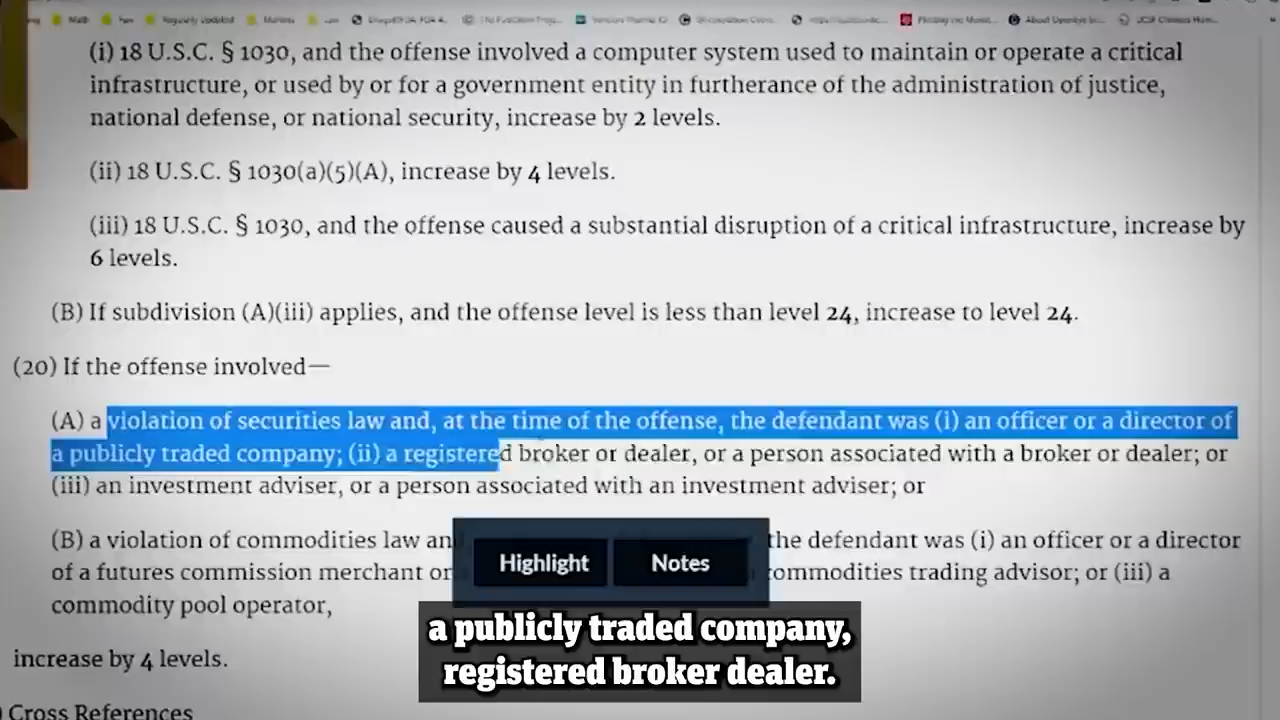 Math
Regularly Updated
(i) 18 U.S.C. § 1030, and the offense involved a computer system used to maintain or operate a critical
infrastructure, or used by or for a government entity in furtherance of the administration of justice,
national defense, or national security, increase by 2 levels.
(ii) 18 U.S.C. § 1030(a)(5)(A), increase by 4 levels.
(iii) 18 U.S.C. § 1030, and the offense caused a substantial disruption of a critical infrastructure, increase by
6 levels.
(B) If subdivision (A)(iii) applies, and the offense level is less than level 24, increase to level 24.
(20) If the offense involved—
(A) a violation of securities law and, at the time of the offense, the defendant was (i) an officer or a director of
a publicly traded company; (ii) a registered broker or dealer, or a person associated with a broker or dealer; or
(iii) an investment adviser, or a person associated with an investment adviser; or
(B) a violation of commodities law and the defendant was (i) an officer or a director
of a futures commission merchant or commodities trading advisor; or (iii) a
commodity pool operator,
Highlight Notes
a publicly traded company,
registered broker dealer.
increase by 4 levels.
Cross References